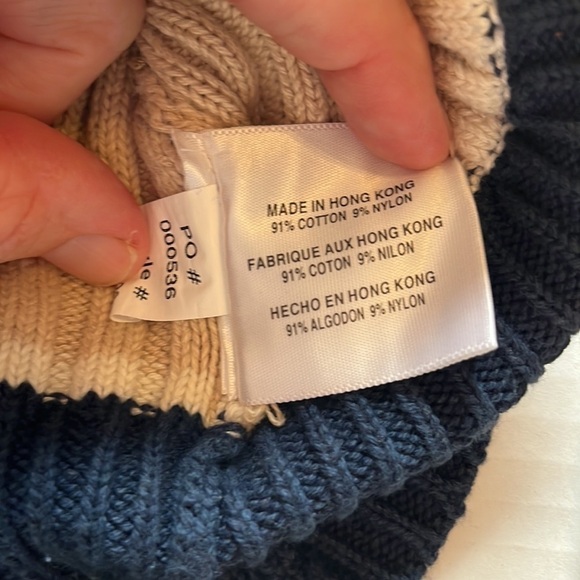 MADE IN HONG KONG
91% COTTON 9% NYLON
FABRIQUE AUX HONG KONG
91% COTON 9% NILON
HECHO EN HONG KONG
91% ALGODON 9% NYLON
PO #
000536
#